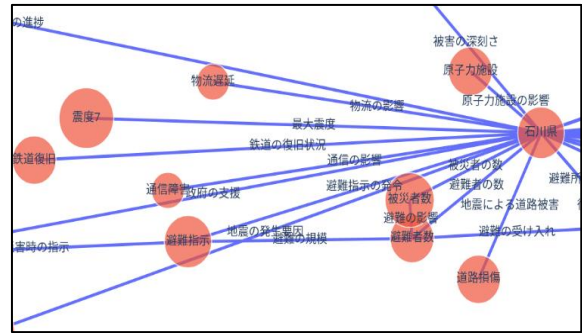 の進捗
被害の深刻さ
原子力施設
物流遅延
原子力施設の影響
物流の影響
震度7
最大震度
石川県
鉄道の復旧状況
鉄道復旧
通信の影響
被災者の数
避難所
避難指示の発令
避難者の数
通信障害
政府の支援
被災者数
地震による道路被害
避難の影響
地震の発生要因
避難の受け入れ
害時の指示
避難指示
避難の規模
避難者数
道路損傷